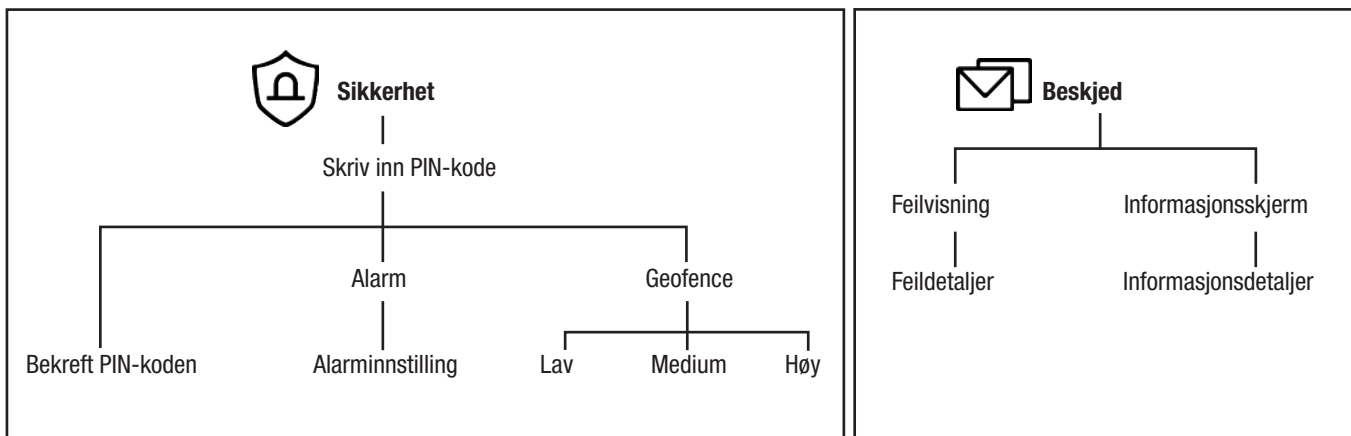 Sikkerhet
Skriv inn PIN-kode
Alarm
Geofence
Bekreft PIN-koden
Alarminnstilling
Lav
Medium
Høy
Beskjed
Feilvisning
Informasjonsskjerm
Feildetaljer
Informasjonsdetaljer